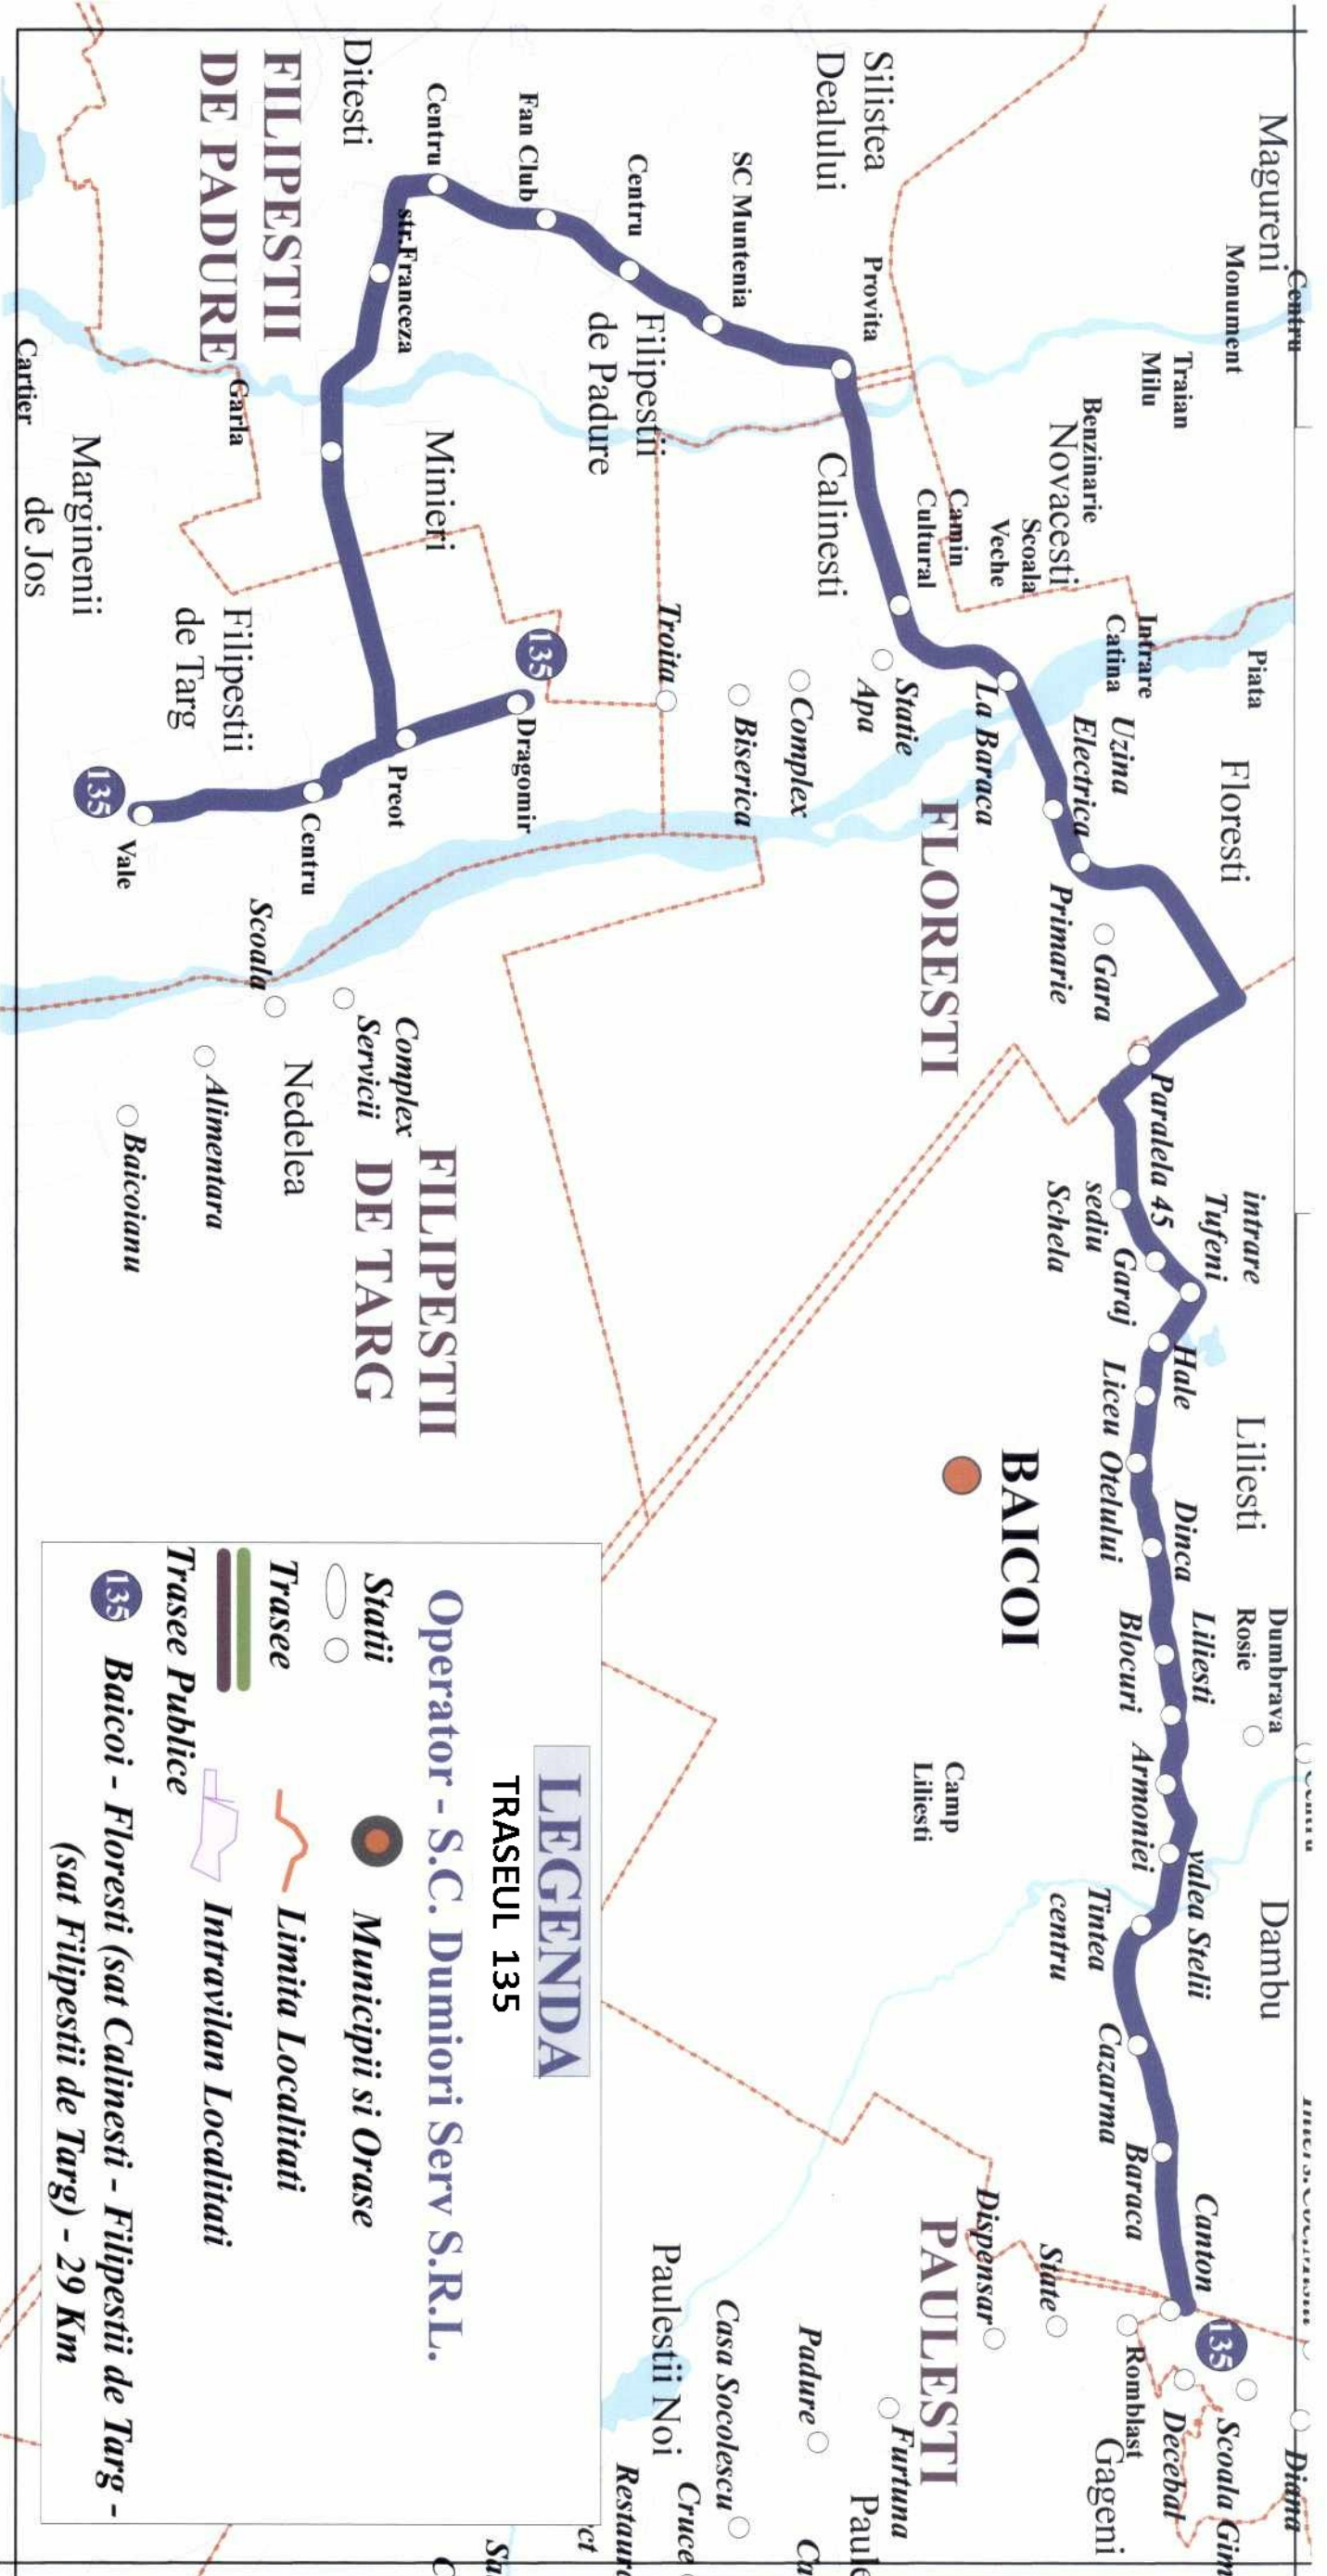 Centru
Magureni
Monument
Traian
Milu
Benzinarie
Novacesti
Scoala
Veche
Camin
Cultural
Intrare
Catina
Piata
Floresti
Uzina
Electrica
La Baraca
Primarie
Gara
FLORESTI
Silistea
Dealului
Provita
Calinesti
SC Muntenia
Centru
Fan Club
Centru
Ditesti
FILIPESTII
DE PADURE
str.Franceza
Filipestii
de Padure
Minieri
Garla
Cartier
Marginenii
de Jos
Filipestii
de Targ
Troita
Statie
Apa
Complex
Biserica
135
Dragomir
Preot
Centru
135
Vale
Scoala
Complex
Servicii
Nedelea
Alimentara
Baicoianu
FILIPESTII
DE TARG
Paralela 45
sediu
Schela
intrare
Tufeni
Garaj
Hale
Liceu
Otelului
Liliesti
Dinca
BAICOI
Dumbrava
Rosie
Liliesti
Blocuri
Armoniei
valea Stelii
Camp
Liliesti
Tintea
centru
Dambu
Cazarma
Baraca
Canton
135
Dispensar
State
Romblast
Decebal
Scoala Gim
Diana
Gageni
PAULESTI
Furtuna
Padure
Casa Socolescu
Paulestii Noi
Cruce
LEGENDA
TRASEUL 135
Operator - S.C. Dumiori Serv S.R.L.
Statii
Municipii si Orase
Trasee
Limita Localitati
Intravilan Localitati
Trasee Publice
135 Baicoi - Floresti (sat Calinesti - Filipestii de Targ -
(sat Filipestii de Targ) - 29 Km